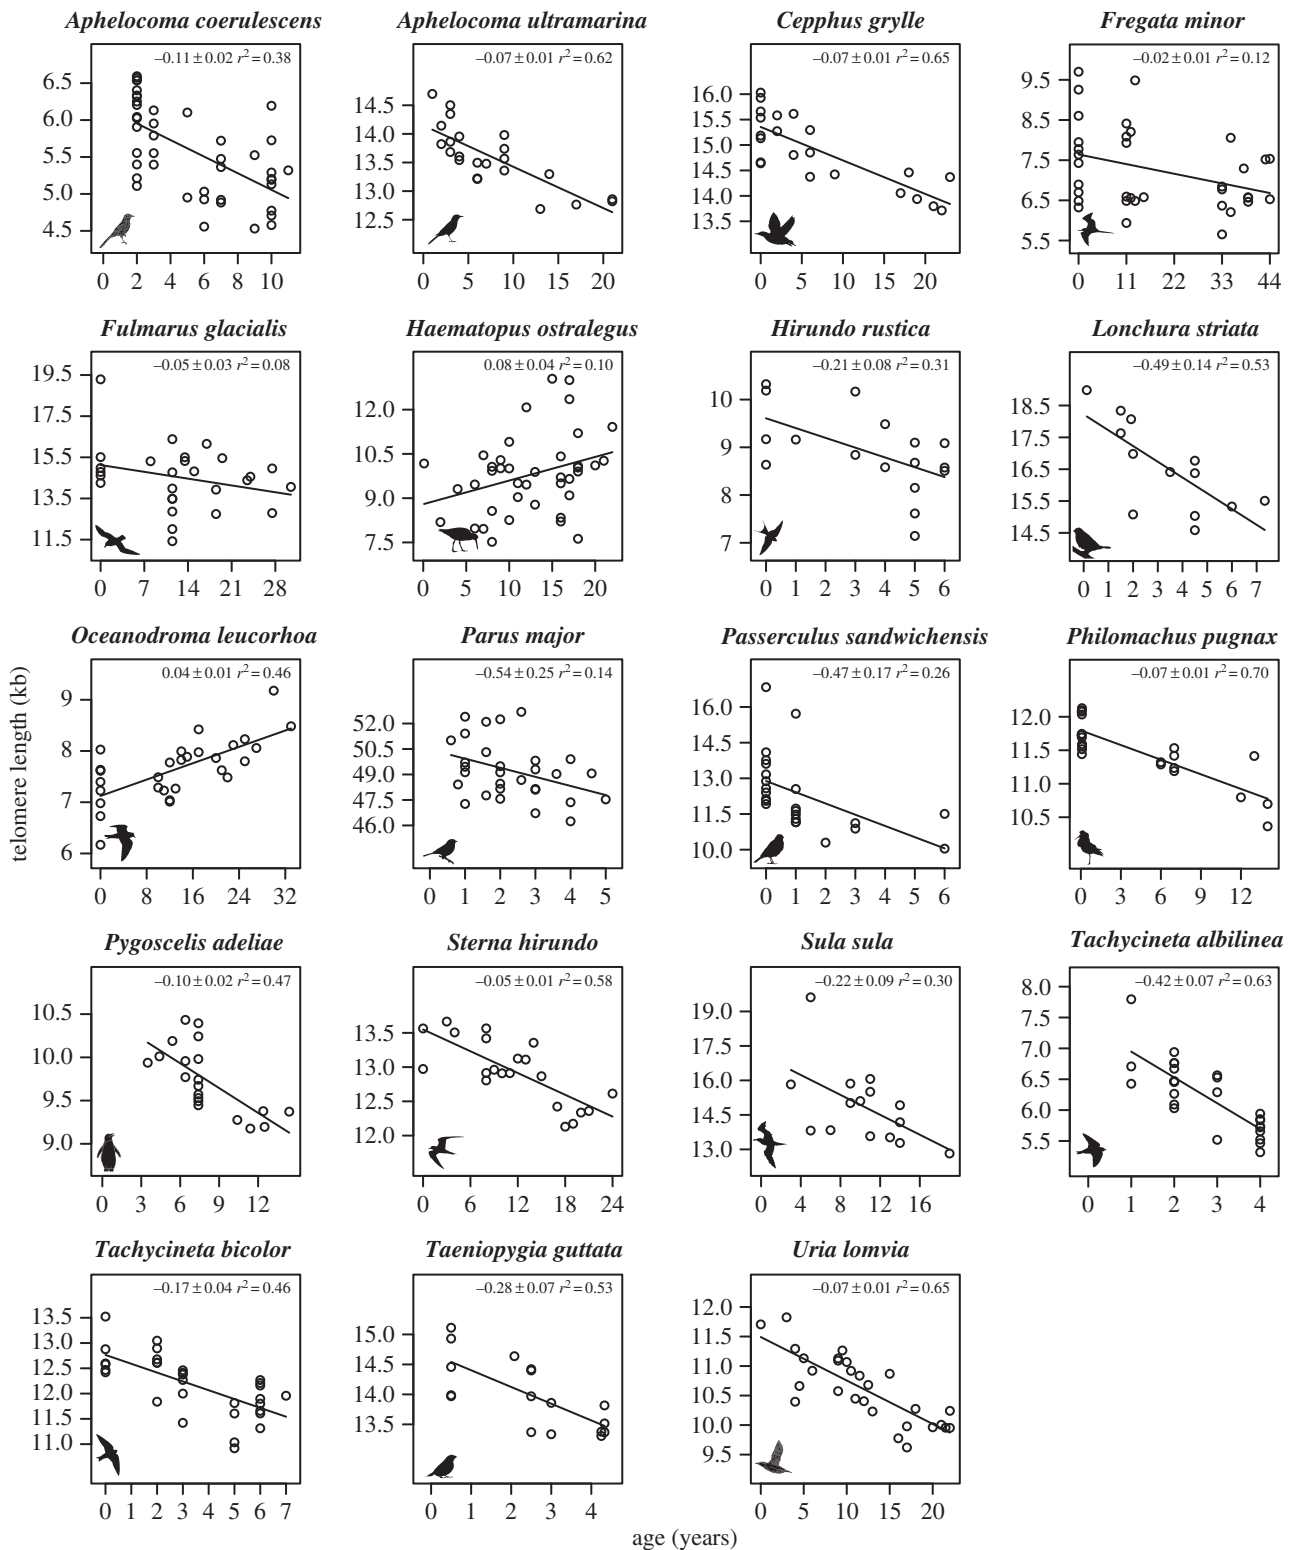 Aphelocoma coerulescens
Aphelocoma ultramarina
Cepphus grylle
Fregata minor
−0.11 ± 0.02 r² = 0.38
−0.07 ± 0.01 r² = 0.62
−0.07 ± 0.01 r² = 0.65
−0.02 ± 0.01 r² = 0.12
6.5
6.0
5.5
5.0
4.5
14.5
14.0
13.5
13.0
12.5
16.0
15.5
15.0
14.5
14.0
13.5
9.5
8.5
7.5
6.5
5.5
0 2 4 6 8 10
0 5 10 15 20
0 5 10 15 20
0 11 22 33 44
Fulmarus glacialis
Haematopus ostralegus
Hirundo rustica
Lonchura striata
−0.05 ± 0.03 r² = 0.08
0.08 ± 0.04 r² = 0.10
−0.21 ± 0.08 r² = 0.31
−0.49 ± 0.14 r² = 0.53
19.5
17.5
15.5
13.5
11.5
12.0
10.5
9.0
7.5
10
9
8
7
18.5
17.5
16.5
15.5
14.5
0 7 14 21 28
0 5 10 15 20
0 1 2 3 4 5 6
0 1 2 3 4 5 6 7
Oceanodroma leucorhoa
Parus major
Passerculus sandwichensis
Philomachus pugnax
0.04 ± 0.01 r² = 0.46
−0.54 ± 0.25 r² = 0.14
−0.47 ± 0.17 r² = 0.26
−0.07 ± 0.01 r² = 0.70
telomere length (kb)
9
8
7
6
52.0
50.5
49.0
47.5
46.0
16.0
14.5
13.0
11.5
10.0
12.0
11.5
11.0
10.5
0 8 16 24 32
0 1 2 3 4 5
0 1 2 3 4 5 6
0 3 6 9 12
Pygoscelis adeliae
Sterna hirundo
Sula sula
Tachycineta albilinea
−0.10 ± 0.02 r² = 0.47
−0.05 ± 0.01 r² = 0.58
−0.22 ± 0.09 r² = 0.30
−0.42 ± 0.07 r² = 0.63
10.5
10.0
9.5
9.0
13.5
13.0
12.5
12.0
19.0
17.5
16.0
14.5
13.0
8.0
7.5
7.0
6.5
6.0
5.5
0 3 6 9 12
0 6 12 18 24
0 4 8 12 16
0 1 2 3 4
Tachycineta bicolor
Taeniopygia guttata
Uria lomvia
−0.17 ± 0.04 r² = 0.46
−0.28 ± 0.07 r² = 0.53
−0.07 ± 0.01 r² = 0.65
13.5
13.0
12.5
12.0
11.5
11.0
15.0
14.5
14.0
13.5
12.0
11.5
11.0
10.5
10.0
9.5
0 1 2 3 4 5 6 7
0 1 2 3 4
0 5 10 15 20
age (years)